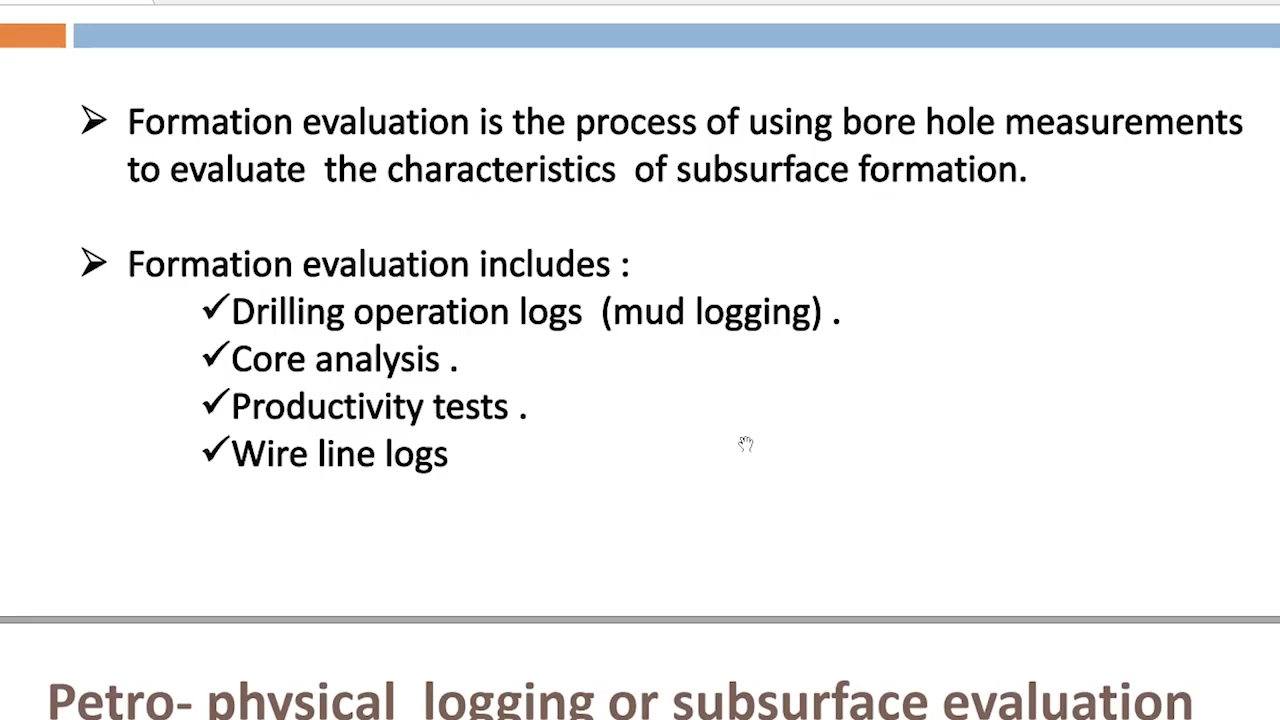 Formation evaluation is the process of using bore hole measurements
to evaluate the characteristics of subsurface formation.
Formation evaluation includes :
Drilling operation logs (mud logging) .
Core analysis .
Productivity tests .
Wire line logs
Petro- physical logging or subsurface evaluation